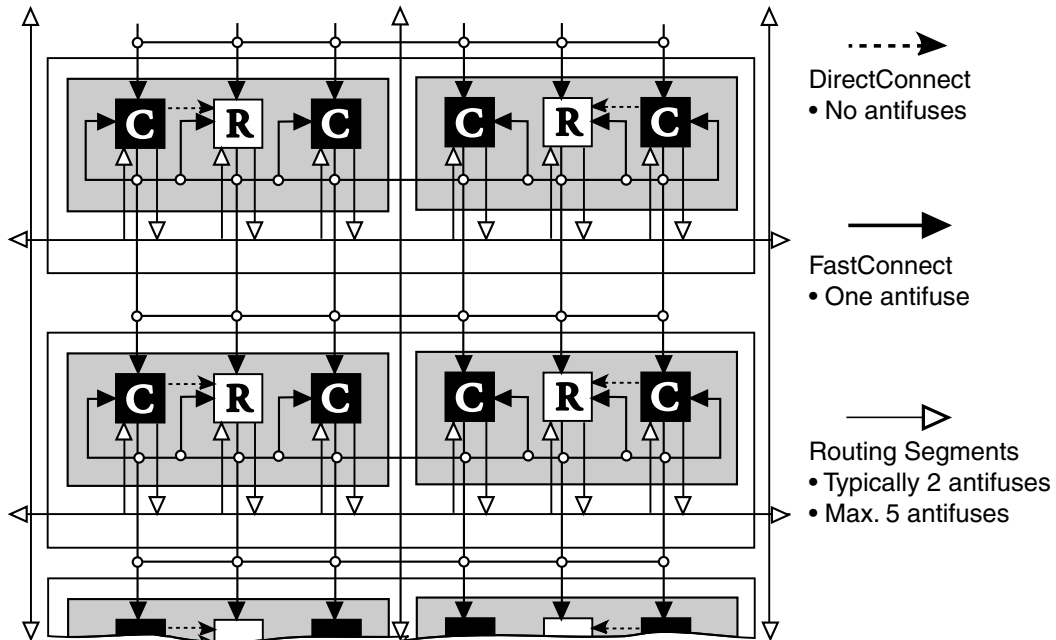 DirectConnect
• No antifuses
C R C C R C
FastConnect
• One antifuse
C R C C R C
Routing Segments
• Typically 2 antifuses
• Max. 5 antifuses